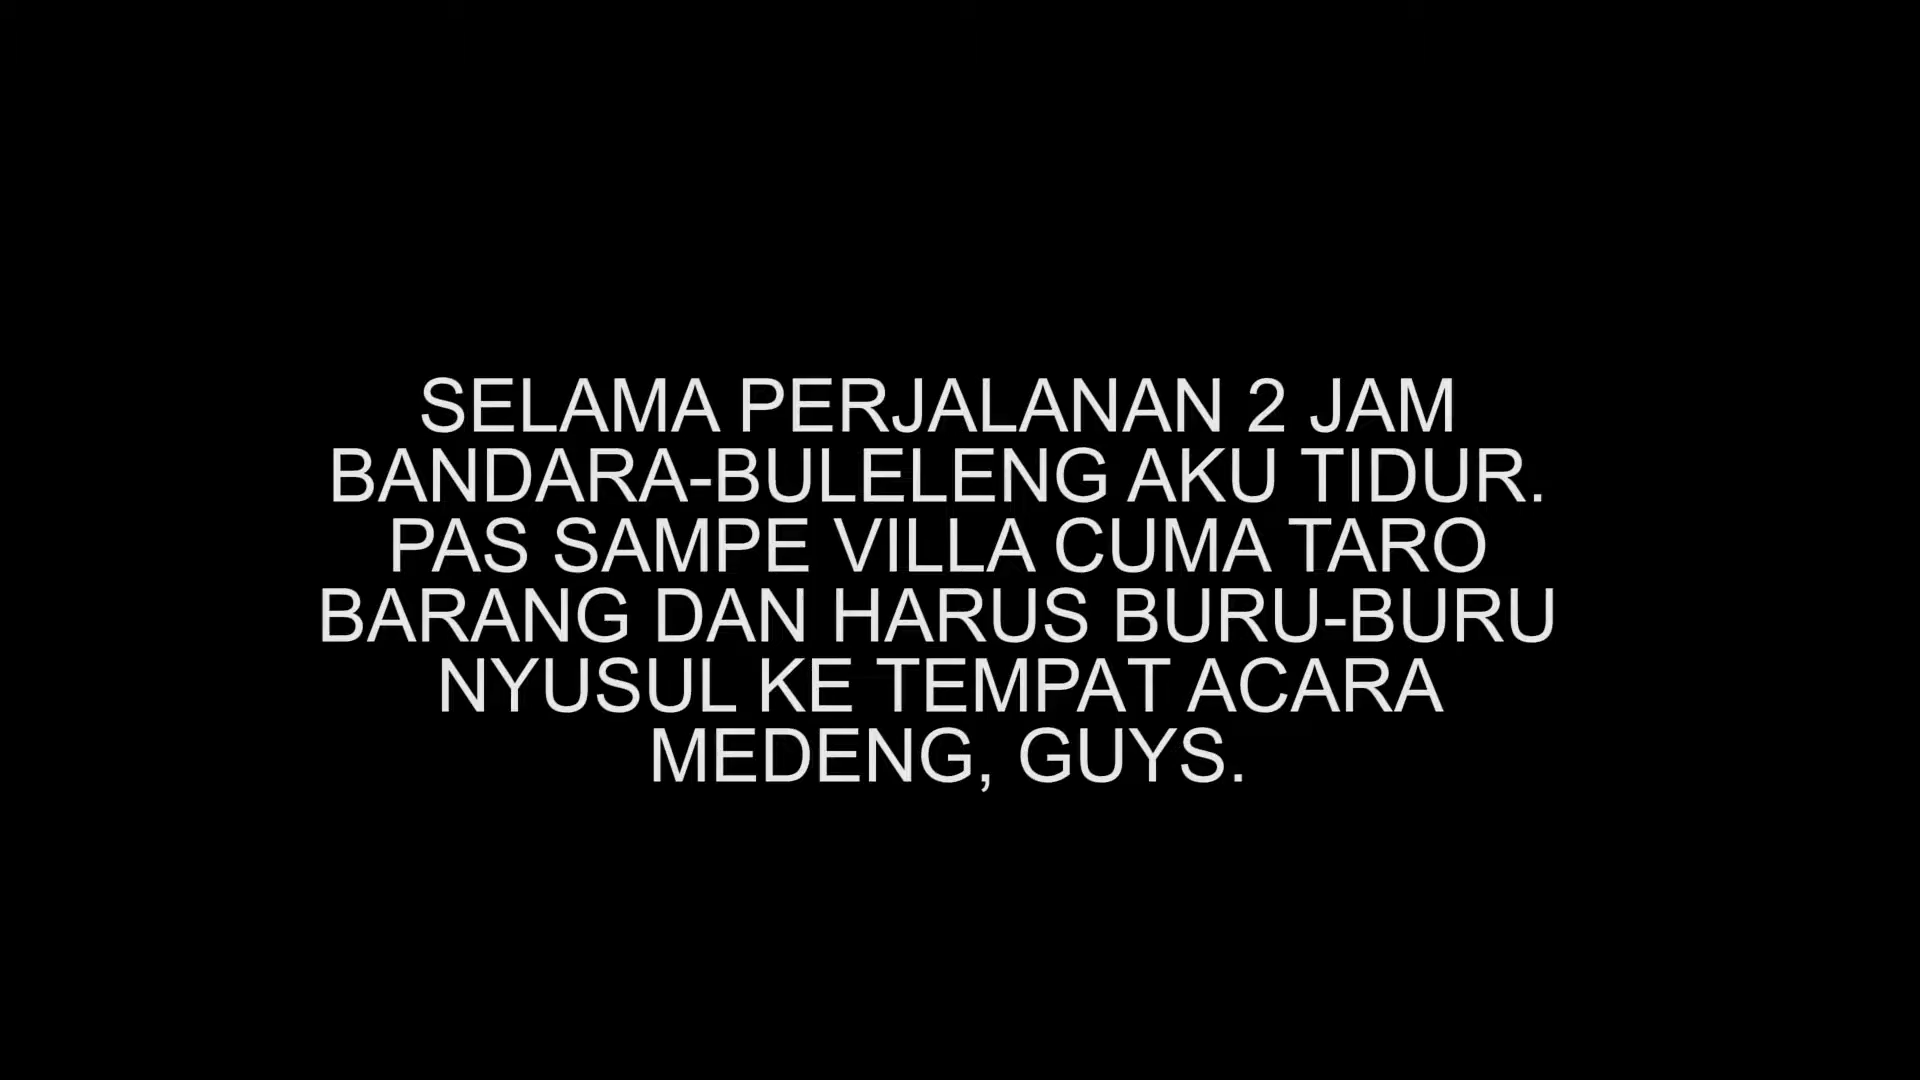 SELAMA PERJALANAN 2 JAM
BANDARA-BULELENG AKU TIDUR.
PAS SAMPE VILLA CUMA TARO
BARANG DAN HARUS BURU-BURU
NYUSUL KE TEMPAT ACARA
MEDENG, GUYS.